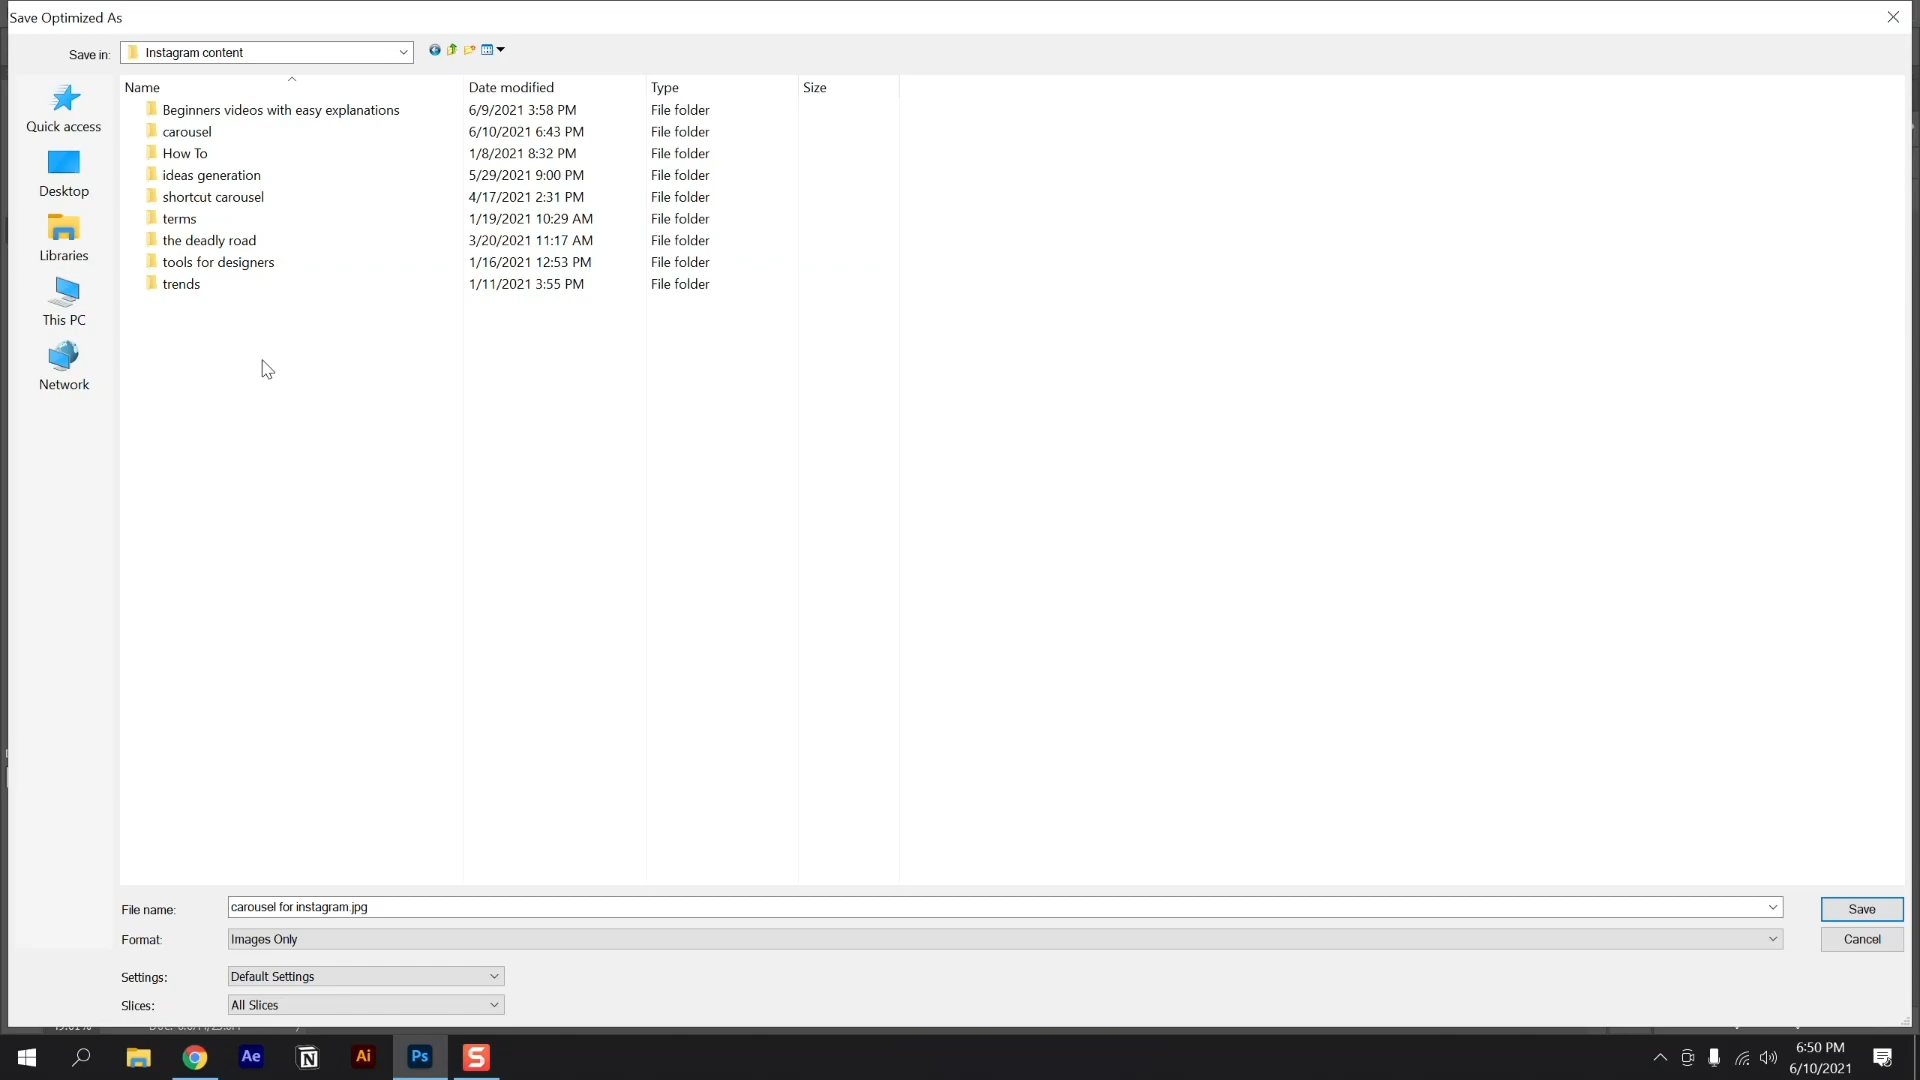 Save Optimized As
Save in: Instagram content
Name Date modified Type Size
Beginners videos with easy explanations 6/9/2021 3:58 PM File folder
carousel 6/10/2021 6:43 PM File folder
How To 1/8/2021 8:32 PM File folder
ideas generation 5/29/2021 9:00 PM File folder
shortcut carousel 4/17/2021 2:31 PM File folder
terms 1/19/2021 10:29 AM File folder
the deadly road 3/20/2021 11:17 AM File folder
tools for designers 1/16/2021 12:53 PM File folder
trends 1/11/2021 3:55 PM File folder
Quick access
Desktop
Libraries
This PC
Network
File name: carousel for instagram.jpg Save
Format: Images Only Cancel
Settings: Default Settings
Slices: All Slices
Ae N Ai Ps S
6:50 PM
6/10/2021